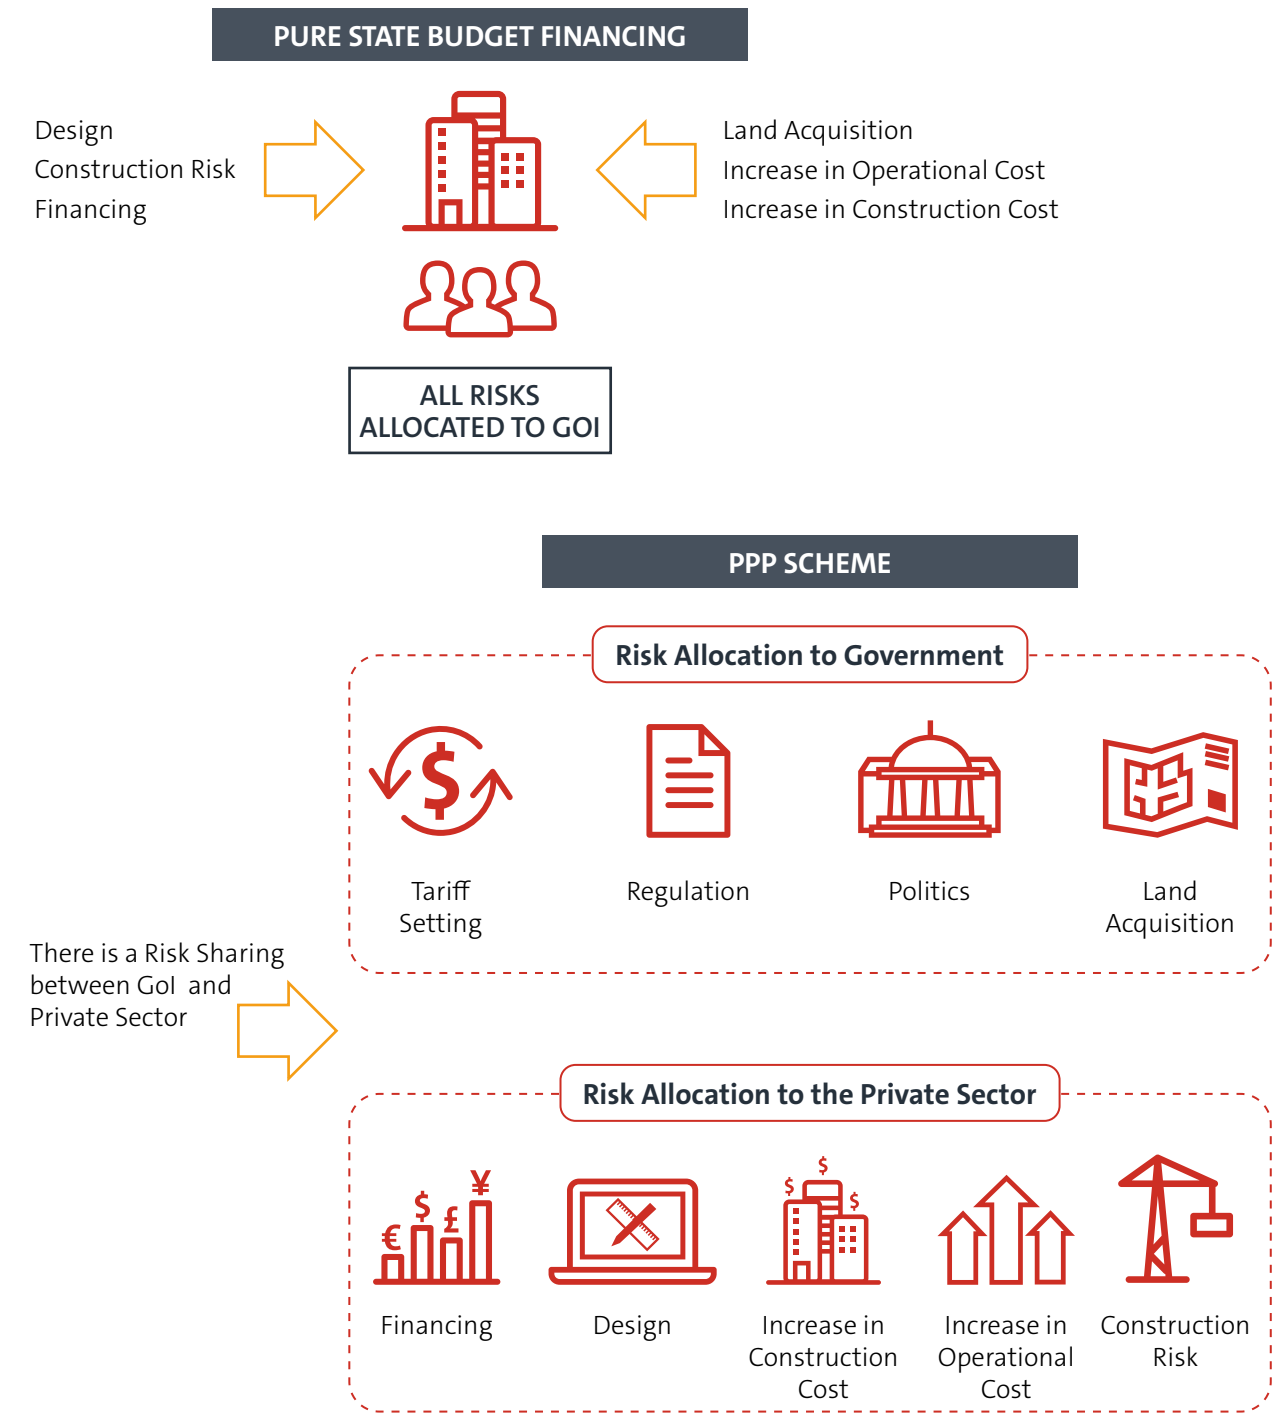 PURE STATE BUDGET FINANCING
Design
Construction Risk
Financing
Land Acquisition
Increase in Operational Cost
Increase in Construction Cost
ALL RISKS
ALLOCATED TO GOI
PPP SCHEME
Risk Allocation to Government
$
Tariff
Setting
Regulation
Politics
Land
Acquisition
There is a Risk Sharing
between GoI and
Private Sector
Risk Allocation to the Private Sector
€ $ £ ¥
$ $ $
Financing
Design
Increase in
Construction
Cost
Increase in
Operational
Cost
Construction
Risk